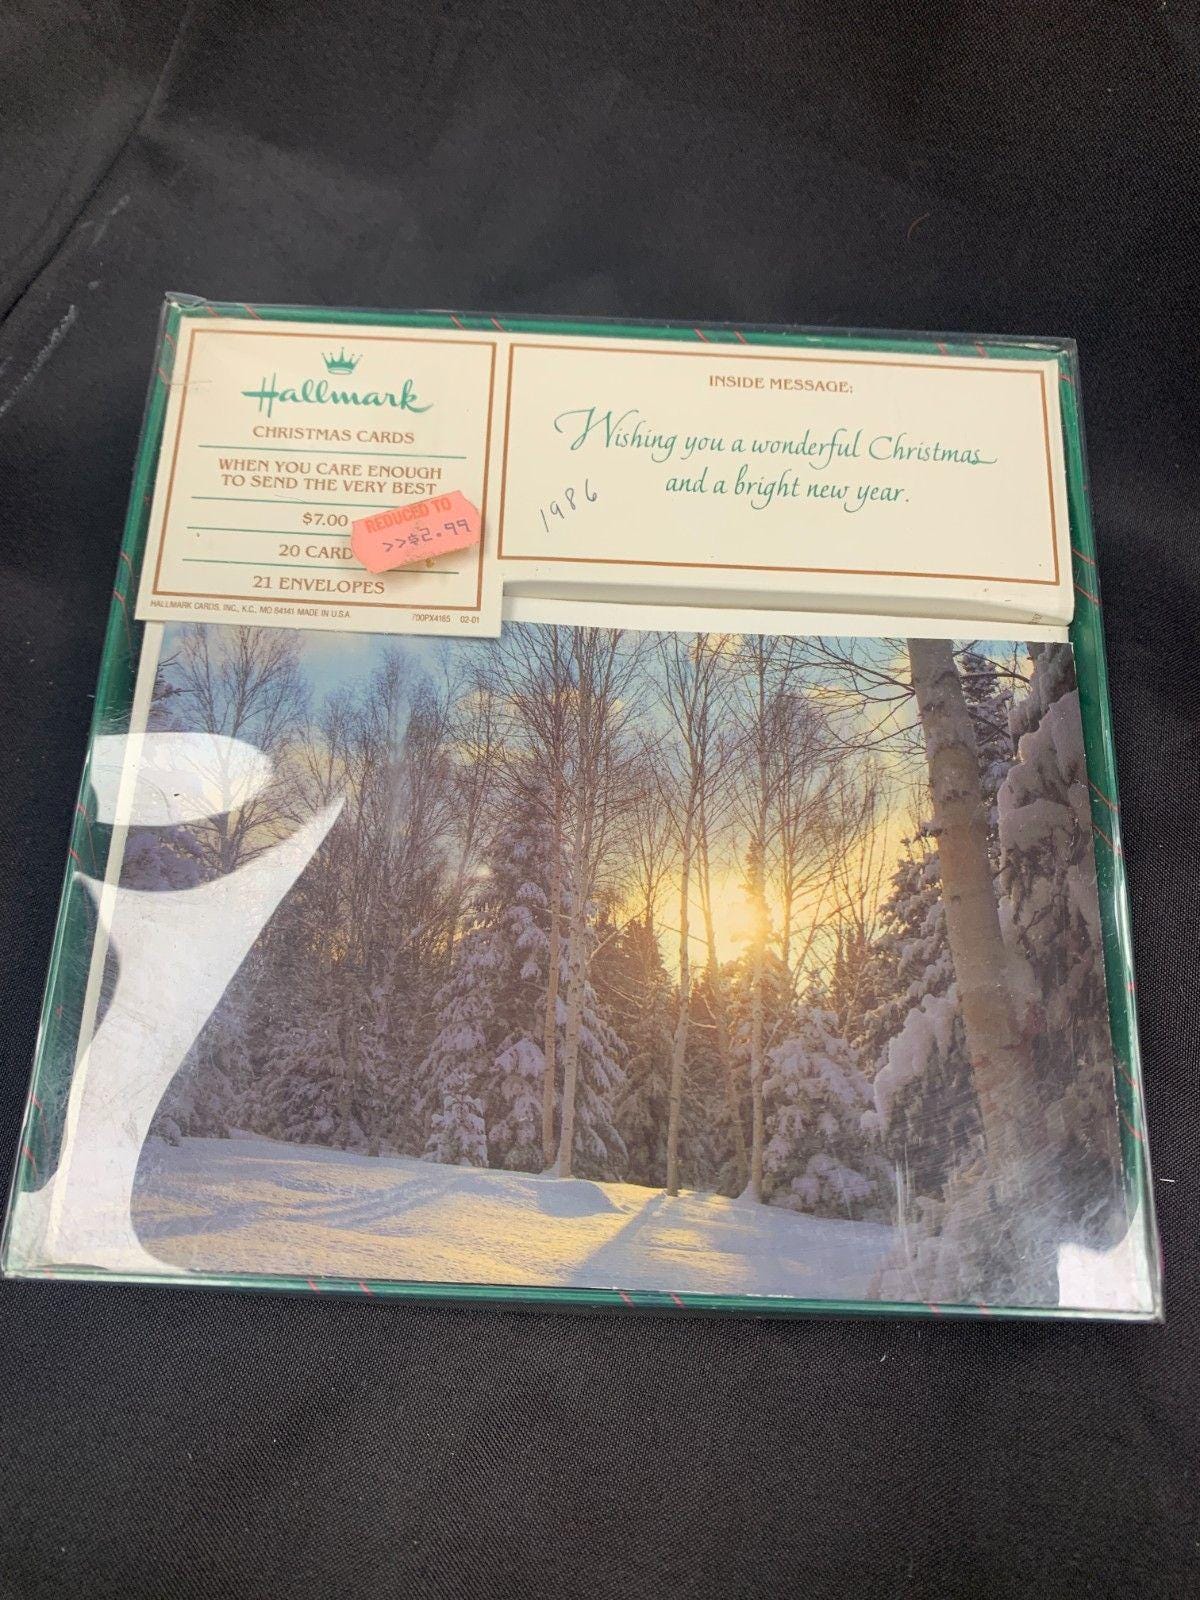 Hallmark
CHRISTMAS CARDS
WHEN YOU CARE ENOUGH
TO SEND THE VERY BEST
$7.00
REDUCED TO
>>$2.99
20 CARD
21 ENVELOPES
HALLMARK CARDS, INC., K.C., MO 64141 MADE IN U.S.A.
700PX4165 02-01
INSIDE MESSAGE:
Wishing you a wonderful Christmas
and a bright new year.
1986